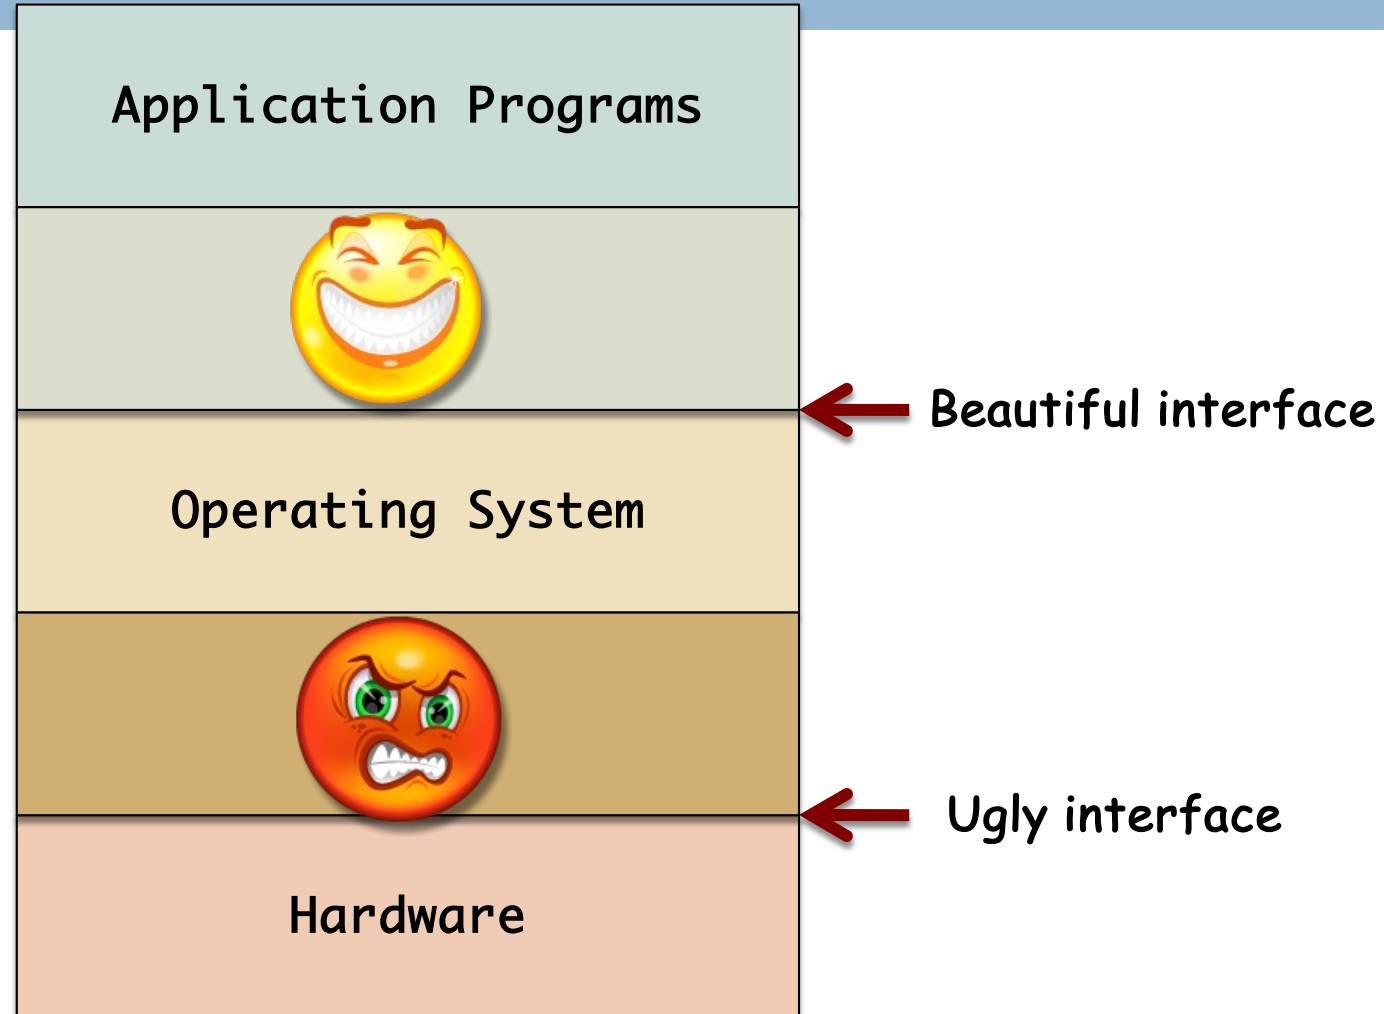 Application Programs
Beautiful interface
Operating System
Ugly interface
Hardware